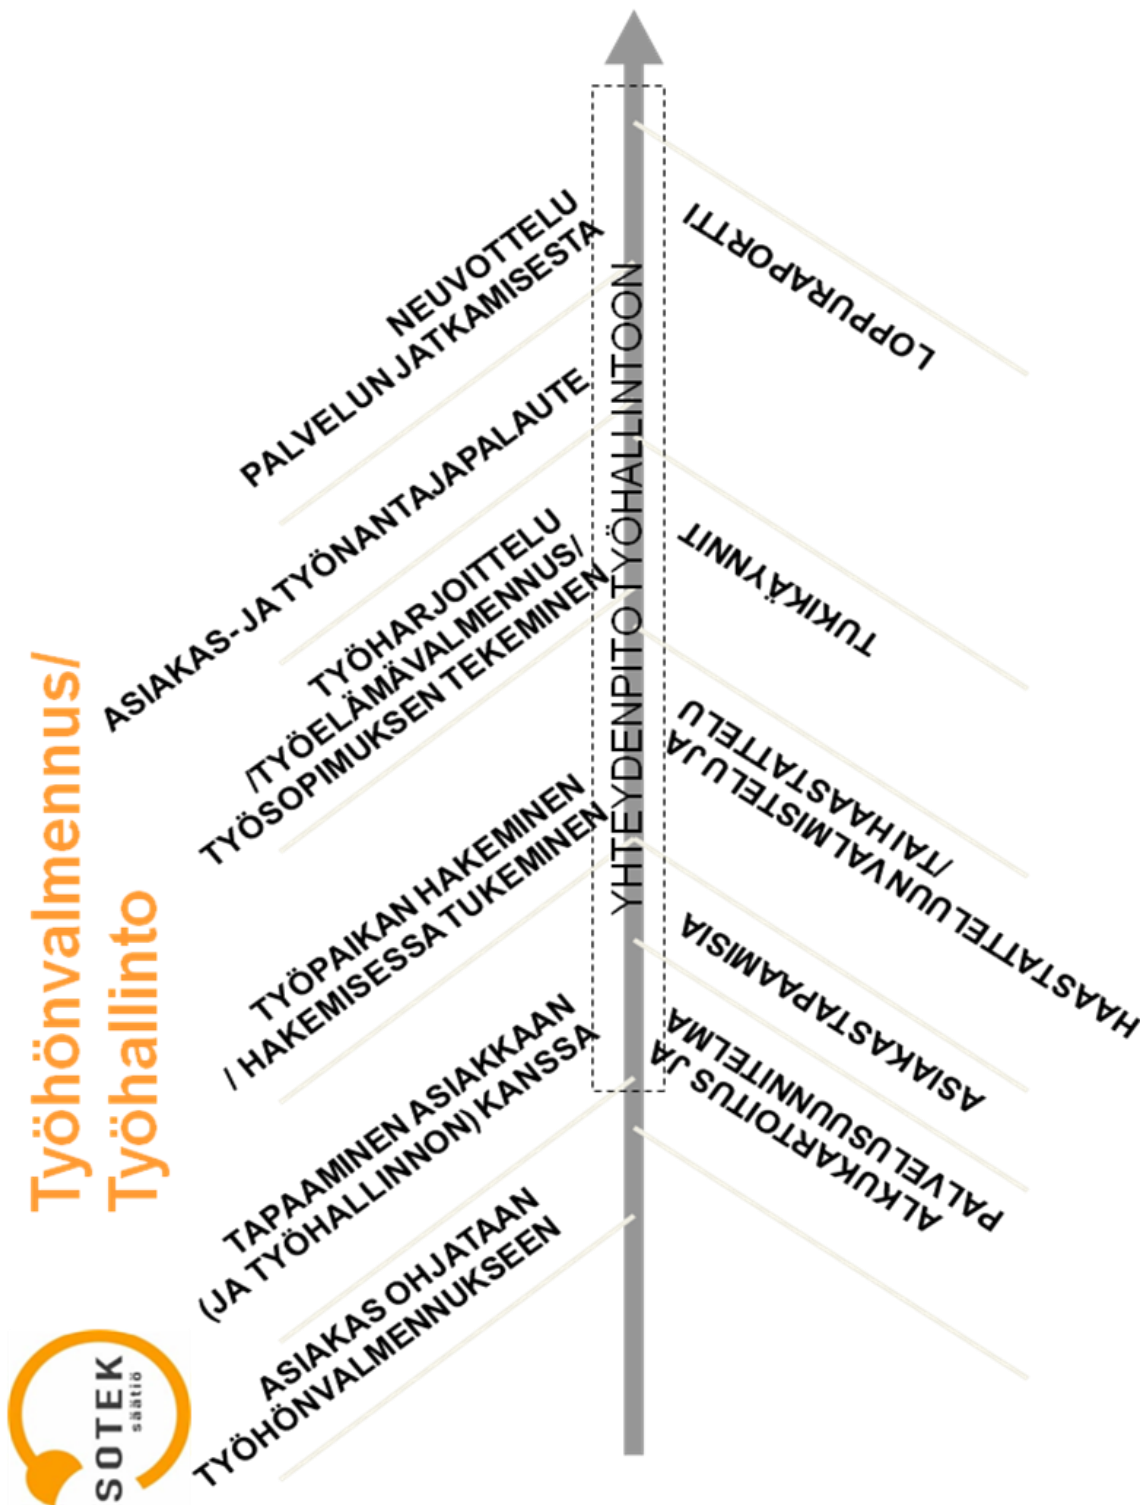 SOTEK
säätiö
Työhönvalmennus/
Työhallinto
ASIAKAS OHJATAAN
TYÖHÖNVALMENNUKSEEN
TAPAAMINEN ASIAKKAAN
(JA TYÖHALLINNON) KANSSA
TYÖPAIKAN HAKEMINEN
/ HAKEMISESSA TUKEMINEN
TYÖHARJOITTELU
/TYÖELÄMÄVALMENNUS/
TYÖSOPIMUKSEN TEKEMINEN
ASIAKAS- JA TYÖNANTAJAPALAUTE
NEUVOTTELU
PALVELUN JATKAMISESTA
YHTEYDENPITO TYÖHALLINTOON
ALKUKARTOITUS JA
PALVELUSUUNNITELMA
ASIAKASTAPAAMISIA
HAASTATTELUUN VALMISTELU JA
/TAI HAASTATTELU
TUKIKÄYNNIT
LOPPURAPORTTI